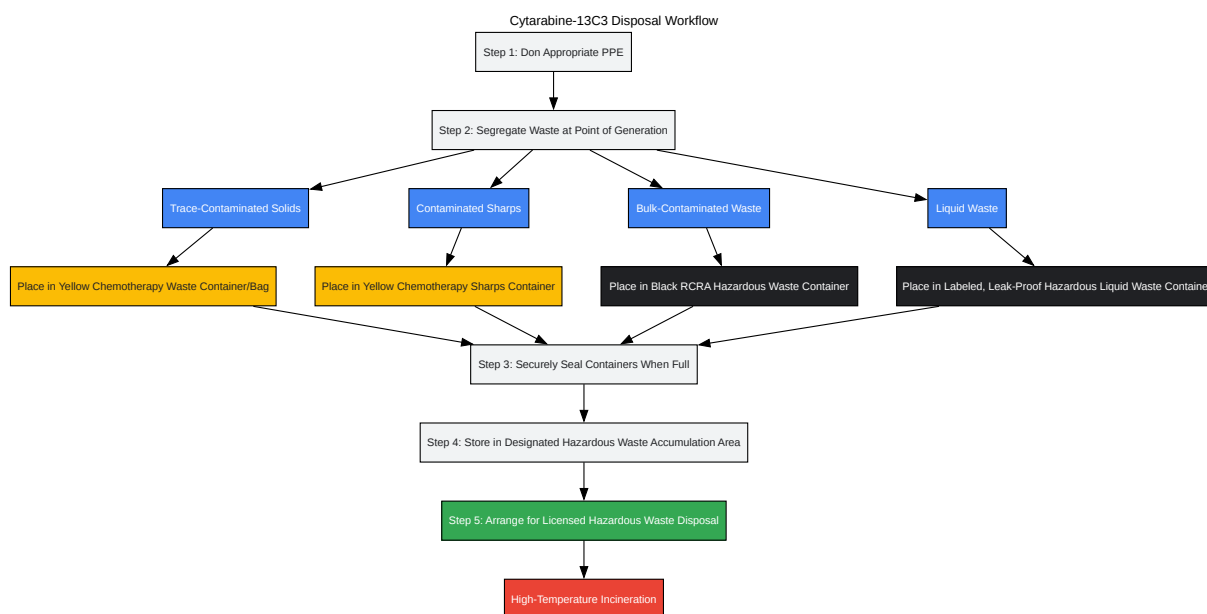 Cytarabine-13C3 Disposal Workflow
Step 1: Don Appropriate PPE
Step 2: Segregate Waste at Point of Generation
Trace-Contaminated Solids
Contaminated Sharps
Bulk-Contaminated Waste
Liquid Waste
Place in Yellow Chemotherapy Waste Container/Bag
Place in Yellow Chemotherapy Sharps Container
Place in Black RCRA Hazardous Waste Container
Place in Labeled, Leak-Proof Hazardous Liquid Waste Containe
Step 3: Securely Seal Containers When Full
Step 4: Store in Designated Hazardous Waste Accumulation Area
Step 5: Arrange for Licensed Hazardous Waste Disposal
High-Temperature Incineration